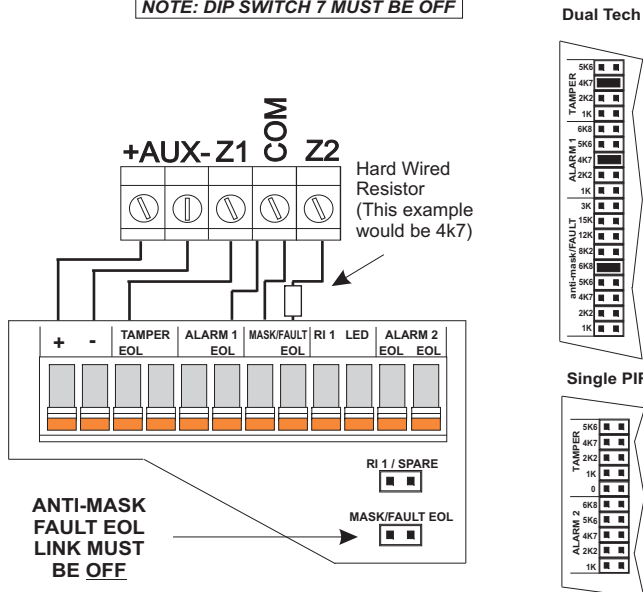 NOTE: DIP SWITCH 7 MUST BE OFF
+AUX- Z1 COM Z2
Hard Wired
Resistor
(This example
would be 4k7)
+ - TAMPER ALARM 1 MASK/FAULT RI 1 LED ALARM 2
EOL EOL EOL EOL EOL
RI 1 / SPARE
MASK/FAULT EOL
ANTI-MASK
FAULT EOL
LINK MUST
BE OFF
Dual Tech
TAMPER
5K6
4K7
2K2
1K
ALARM 1
6K8
5K6
4K7
2K2
1K
anti-mask/FAULT
3K
15K
12K
8K2
6K8
5K6
4K7
2K2
1K
Single PIR
TAMPER
5K6
4K7
2K2
1K
0
ALARM 2
6K8
5K6
4K7
2K2
1K